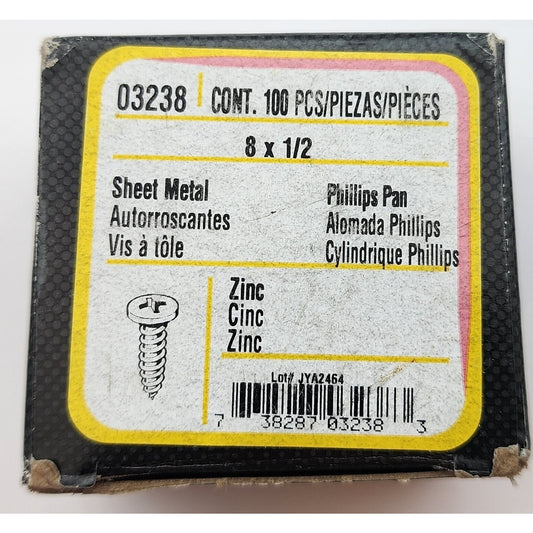 03238 CONT. 100 PCS/PIEZAS/PIÈCES
8 x 1/2
Sheet Metal Phillips Pan
Autorroscantes Alomada Phillips
Vis à tôle Cylindrique Phillips
Zinc
Cinc
Zinc
Lot# JYA2464
7 38287 03238 3